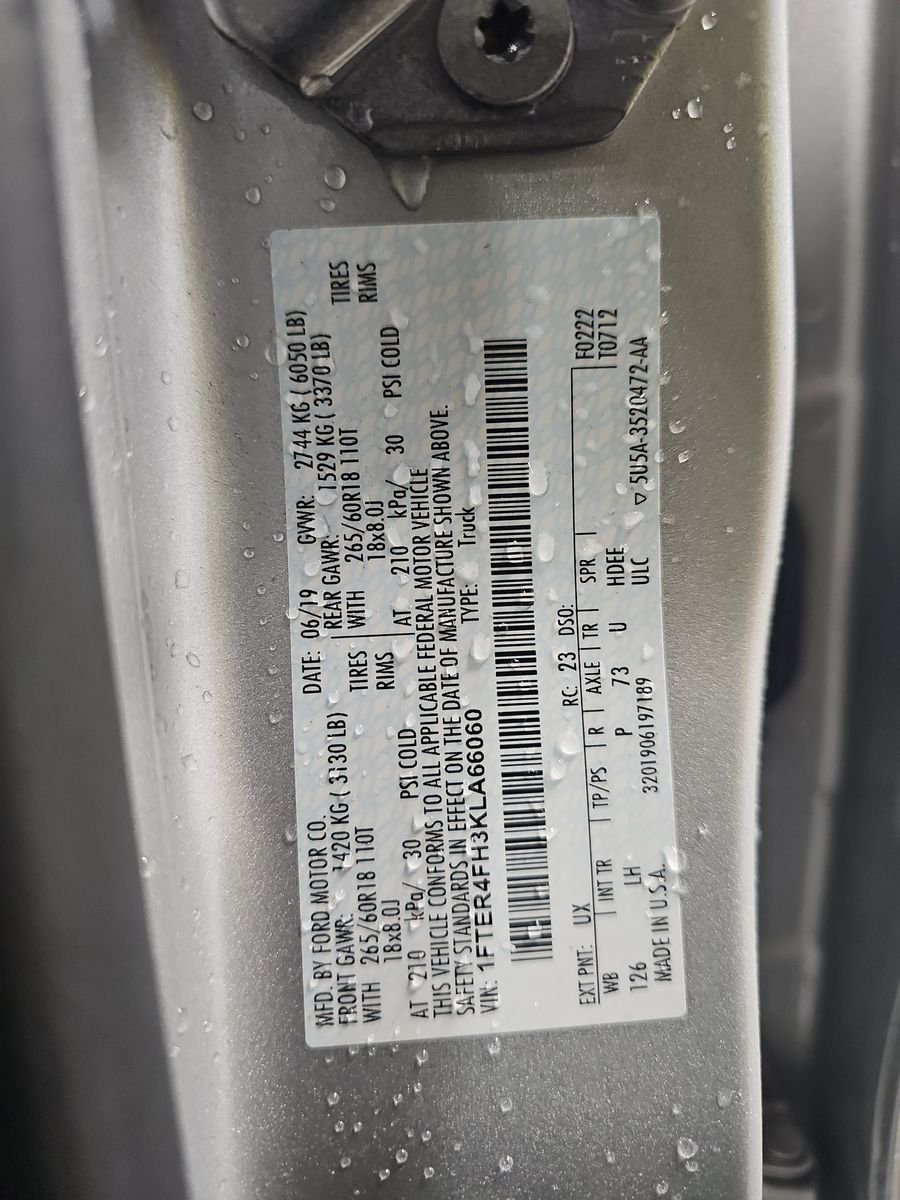 MFD. BY FORD MOTOR CO. DATE: 06/19 GVWR: 2744 KG ( 6050 LB)
FRONT GAWR: 1420 KG ( 3130 LB) REAR GAWR: 1529 KG ( 3370 LB)
WITH 265/60R18 110T TIRES WITH 265/60R18 110T TIRES
18x8.0J RIMS 18x8.0J RIMS
AT 210 kPa/ 30 PSI COLD AT 210 kPa/ 30 PSI COLD
THIS VEHICLE CONFORMS TO ALL APPLICABLE FEDERAL MOTOR VEHICLE
SAFETY STANDARDS IN EFFECT ON THE DATE OF MANUFACTURE SHOWN ABOVE.
VIN: 1FTER4FH3KLA66060 TYPE: Truck
EXT PNT: UX RC: 23 DSO: F0222
WB INT TR TP/PS R AXLE TR SPR T0712
126 LH P 73 U HDEE
MADE IN U.S.A. 3201906197189 ULC ▽ 5U5A-3520472-AA